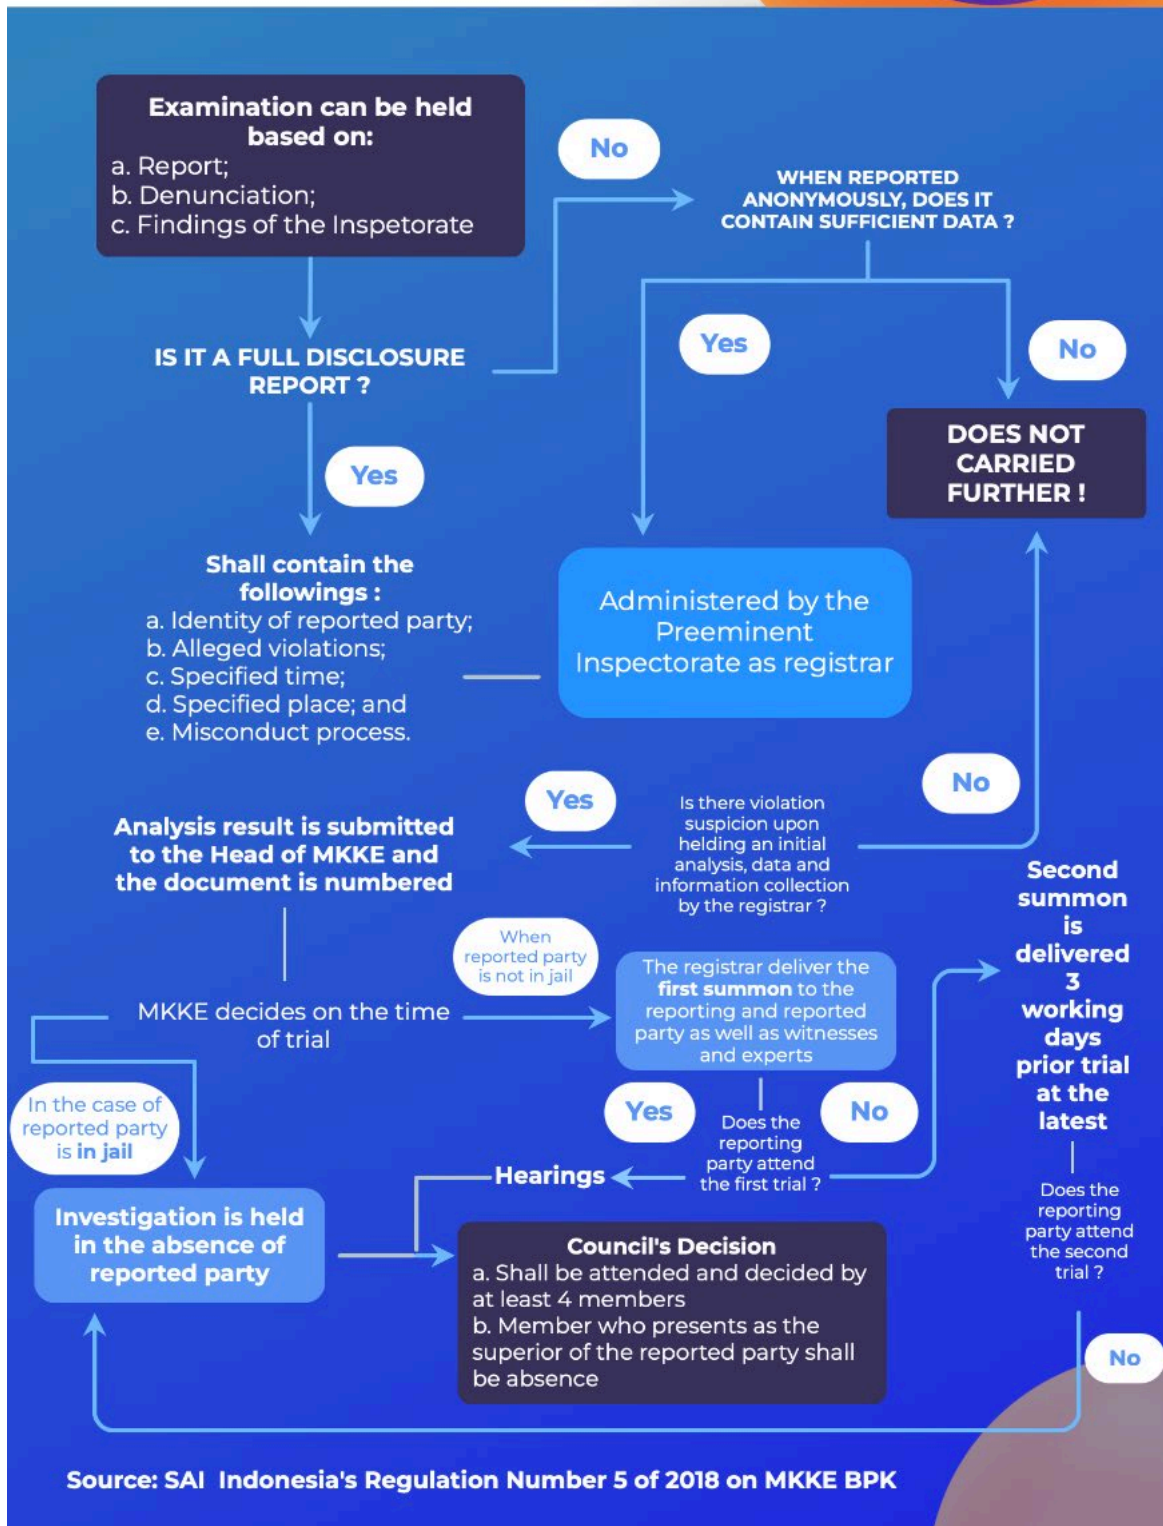 Examination can be held
based on:
a. Report;
b. Denunciation;
c. Findings of the Inspetorate
No
WHEN REPORTED
ANONYMOUSLY, DOES IT
CONTAIN SUFFICIENT DATA ?
IS IT A FULL DISCLOSURE
REPORT ?
Yes
No
DOES NOT
CARRIED
FURTHER !
Yes
Shall contain the
followings :
a. Identity of reported party;
b. Alleged violations;
c. Specified time;
d. Specified place; and
e. Misconduct process.
Administered by the
Preeminent
Inspectorate as registrar
Is there violation
suspicion upon
helding an initial
analysis, data and
information collection
by the registrar ?
Yes
No
Analysis result is submitted
to the Head of MKKE and
the document is numbered
MKKE decides on the time
of trial
When
reported party
is not in jail
The registrar deliver the
first summon to the
reporting and reported
party as well as witnesses
and experts
Second
summon
is
delivered
3
working
days
prior trial
at the
latest
In the case of
reported party
is in jail
Yes
No
Does the
reporting
party attend
the first trial ?
Hearings
Does the
reporting
party attend
the second
trial ?
Investigation is held
in the absence of
reported party
Council's Decision
a. Shall be attended and decided by
at least 4 members
b. Member who presents as the
superior of the reported party shall
be absence
No
Source: SAI Indonesia's Regulation Number 5 of 2018 on MKKE BPK